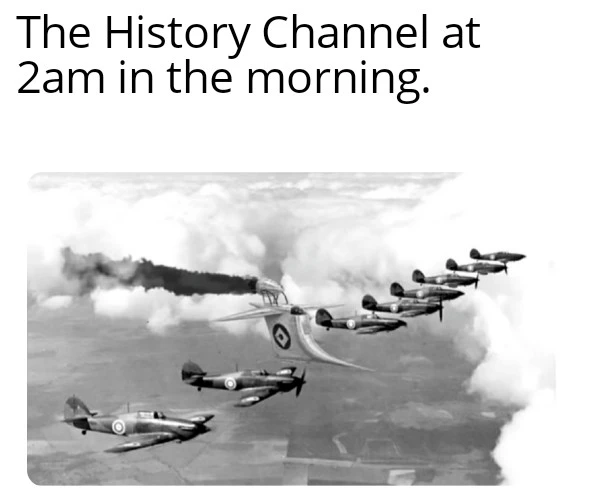 The History Channel at
2am in the morning.